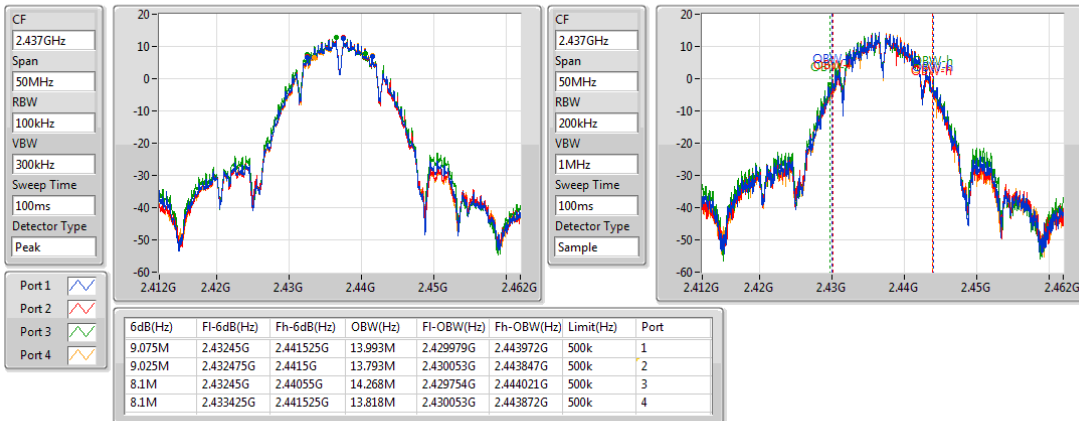 CF
2.437GHz
Span
50MHz
RBW
100kHz
VBW
300kHz
Sweep Time
100ms
Detector Type
Peak
20
10
0
-10
-20
-30
-40
-50
-60
2.412G
2.42G
2.43G
2.44G
2.45G
2.462G
CF
2.437GHz
Span
50MHz
RBW
200kHz
VBW
1MHz
Sweep Time
100ms
Detector Type
Sample
20
10
0
-10
-20
-30
-40
-50
-60
OBW-h
OBW-h
2.412G
2.42G
2.43G
2.44G
2.45G
2.462G
Port 1
Port 2
Port 3
Port 4
6dB(Hz) Fl-6dB(Hz) Fh-6dB(Hz) OBW(Hz) Fl-OBW(Hz) Fh-OBW(Hz) Limit(Hz) Port
9.075M 2.43245G 2.441525G 13.993M 2.429979G 2.443972G 500k 1
9.025M 2.432475G 2.4415G 13.793M 2.430053G 2.443847G 500k 2
8.1M 2.43245G 2.44055G 14.268M 2.429754G 2.444021G 500k 3
8.1M 2.433425G 2.441525G 13.818M 2.430053G 2.443872G 500k 4